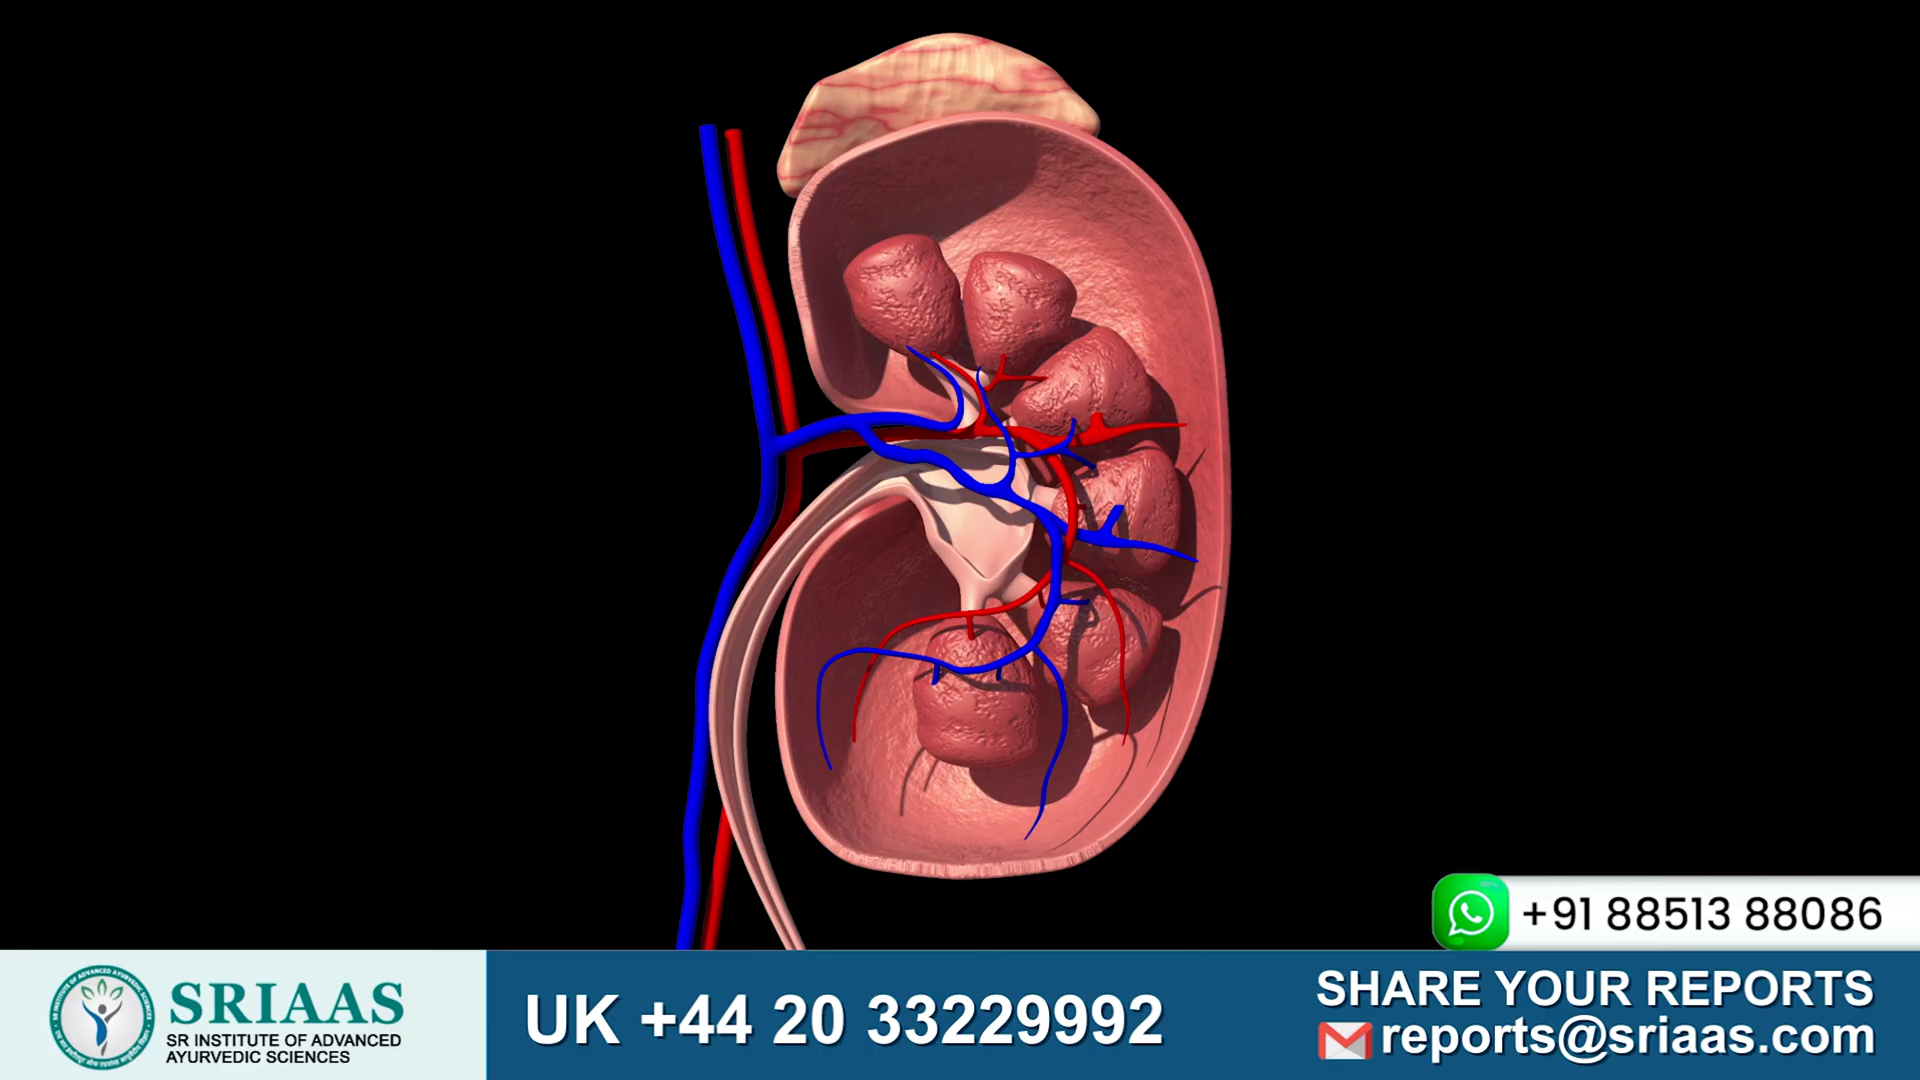 +91 88513 88086
SRIAAS
SR INSTITUTE OF ADVANCED
AYURVEDIC SCIENCES
UK +44 20 33229992
SHARE YOUR REPORTS
reports@sriaas.com